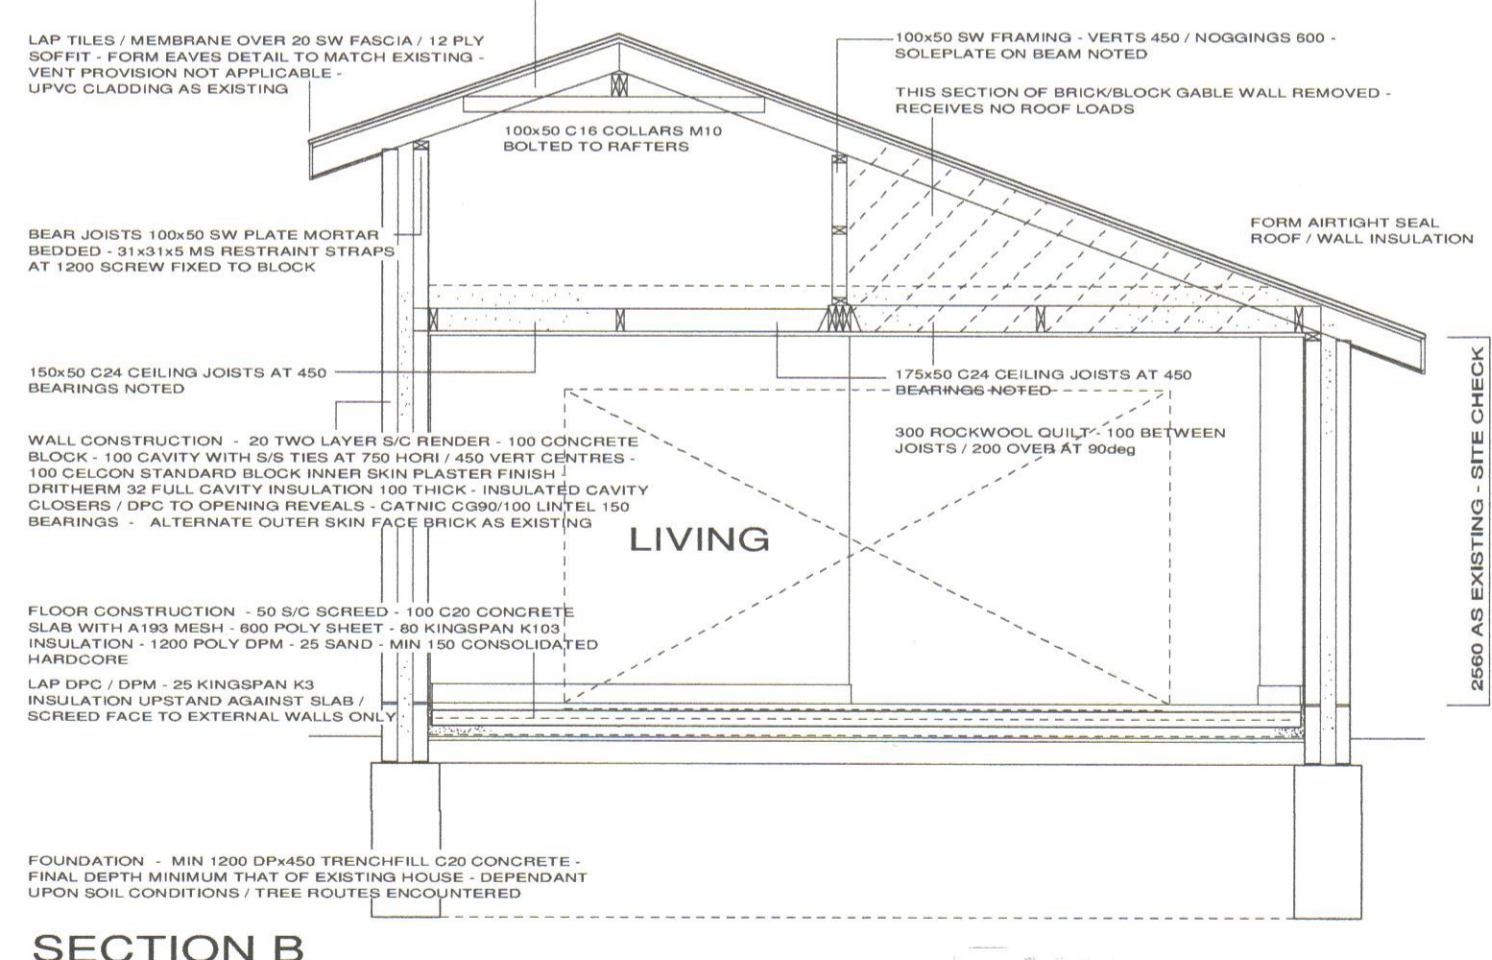 LAP TILES / MEMBRANE OVER 20 SW FASCIA / 12 PLY
SOFFIT - FORM EAVES DETAIL TO MATCH EXISTING -
VENT PROVISION NOT APPLICABLE -
UPVC CLADDING AS EXISTING
100x50 SW FRAMING - VERTS 450 / NOGGINGS 600 -
SOLEPLATE ON BEAM NOTED
THIS SECTION OF BRICK/BLOCK GABLE WALL REMOVED -
RECEIVES NO ROOF LOADS
100x50 C16 COLLARS M10
BOLTED TO RAFTERS
FORM AIRTIGHT SEAL
ROOF / WALL INSULATION
BEAR JOISTS 100x50 SW PLATE MORTAR
BEDDED - 31x31x5 MS RESTRAINT STRAPS
AT 1200 SCREW FIXED TO BLOCK
150x50 C24 CEILING JOISTS AT 450
BEARINGS NOTED
175x50 C24 CEILING JOISTS AT 450
BEARINGS NOTED
300 ROCKWOOL QUILT - 100 BETWEEN
JOISTS / 200 OVER AT 90deg
WALL CONSTRUCTION - 20 TWO LAYER S/C RENDER - 100 CONCRETE
BLOCK - 100 CAVITY WITH S/S TIES AT 750 HORI / 450 VERT CENTRES -
100 CELCON STANDARD BLOCK INNER SKIN PLASTER FINISH -
DRITHERM 32 FULL CAVITY INSULATION 100 THICK - INSULATED CAVITY
CLOSERS / DPC TO OPENING REVEALS - CATNIC CG90/100 LINTEL 150
BEARINGS - ALTERNATE OUTER SKIN FACE BRICK AS EXISTING
LIVING
2560 AS EXISTING - SITE CHECK
FLOOR CONSTRUCTION - 50 S/C SCREED - 100 C20 CONCRETE
SLAB WITH A193 MESH - 600 POLY SHEET - 80 KINGSPAN K103
INSULATION - 1200 POLY DPM - 25 SAND - MIN 150 CONSOLIDATED
HARDCORE
LAP DPC / DPM - 25 KINGSPAN K3
INSULATION UPSTAND AGAINST SLAB /
SCREED FACE TO EXTERNAL WALLS ONLY
FOUNDATION - MIN 1200 DPx450 TRENCHFILL C20 CONCRETE -
FINAL DEPTH MINIMUM THAT OF EXISTING HOUSE - DEPENDANT
UPON SOIL CONDITIONS / TREE ROUTES ENCOUNTERED
SECTION B